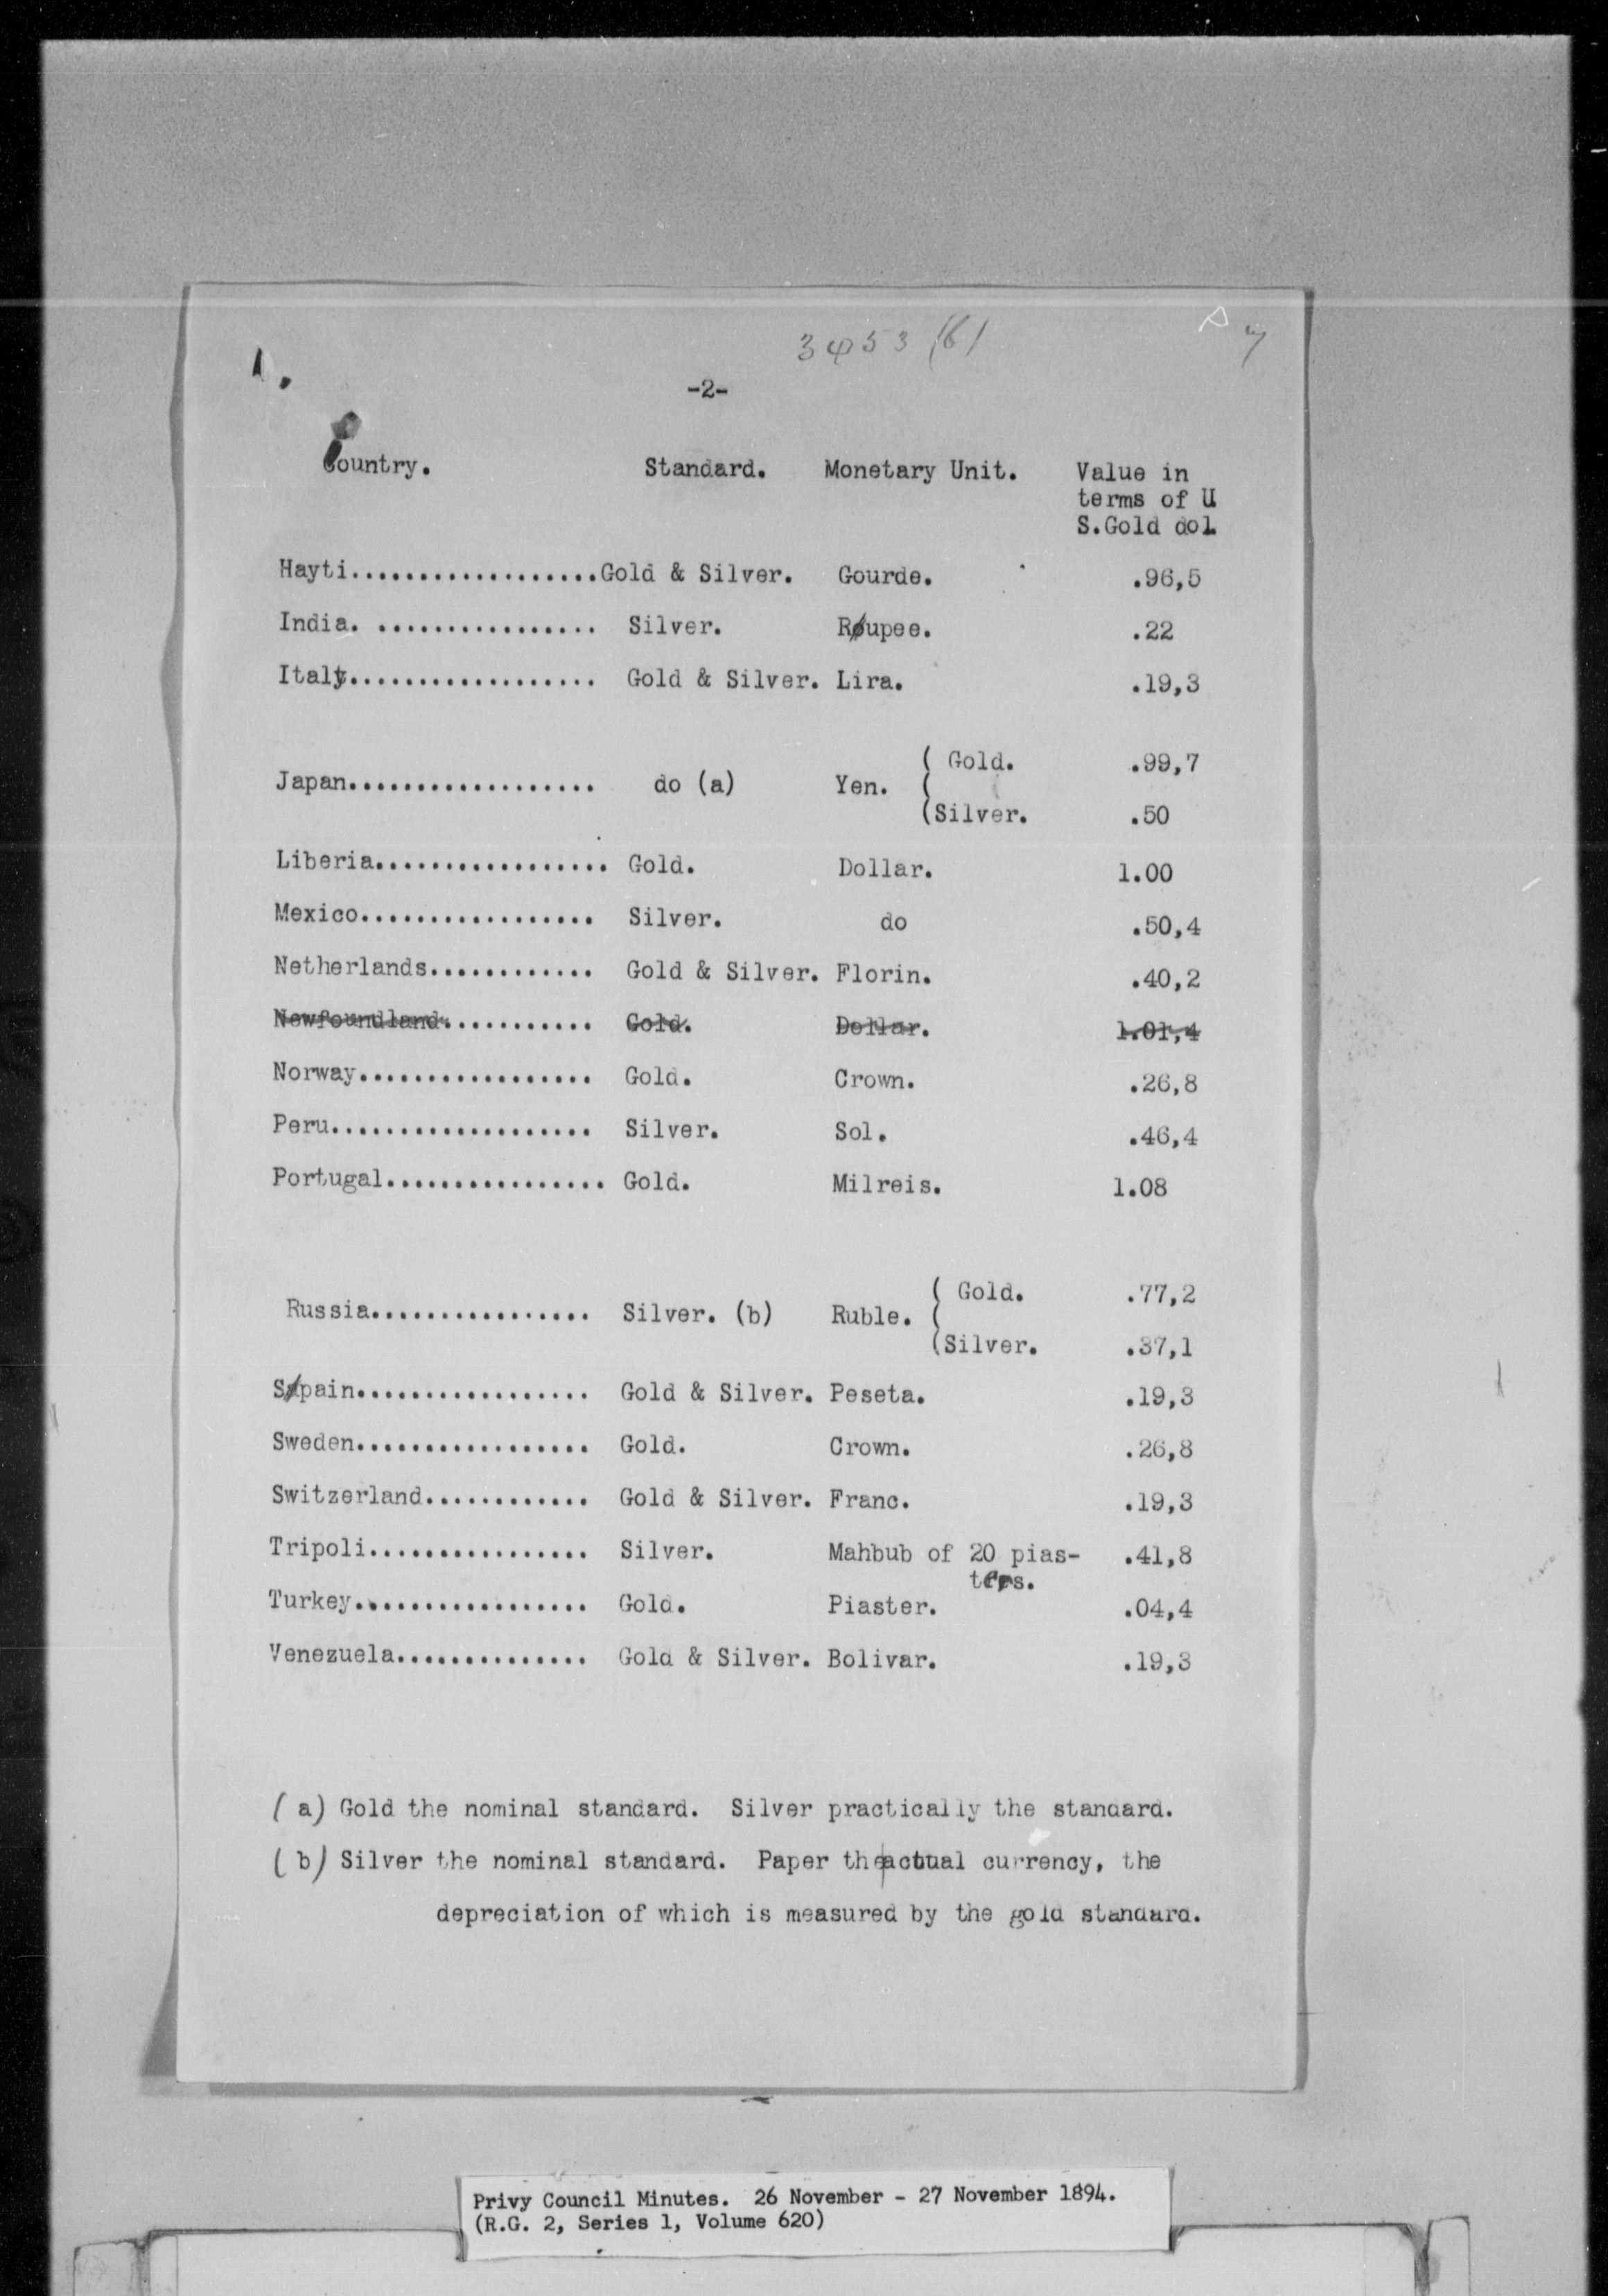 3453 (6)
-2-
Country. Standard. Monetary Unit. Value in
terms of U
S.Gold dol.
Hayti..................Gold & Silver. Gourde. .96,5
India. ................ Silver. Roupee. .22
Italy.................. Gold & Silver. Lira. .19,3
( Gold. .99,7
Japan.................. do (a) Yen. (
(Silver. .50
Liberia................. Gold. Dollar. 1.00
Mexico................. Silver. do .50,4
Netherlands............ Gold & Silver. Florin. .40,2
Newfoundland........... Gold. Dollar. 1.01,4
Norway................. Gold. Crown. .26,8
Peru................... Silver. Sol. .46,4
Portugal................ Gold. Milreis. 1.08
( Gold. .77,2
Russia................ Silver. (b) Ruble. (
(Silver. .37,1
Spain................. Gold & Silver. Peseta. .19,3
Sweden................. Gold. Crown. .26,8
Switzerland............ Gold & Silver. Franc. .19,3
Tripoli................ Silver. Mahbub of 20 pias- .41,8
ters.
Turkey................. Gold. Piaster. .04,4
Venezuela.............. Gold & Silver. Bolivar. .19,3
(a) Gold the nominal standard. Silver practically the standard.
(b) Silver the nominal standard. Paper the actual currency, the
depreciation of which is measured by the gold standard.
Privy Council Minutes. 26 November - 27 November 1894.
(R.G. 2, Series 1, Volume 620)